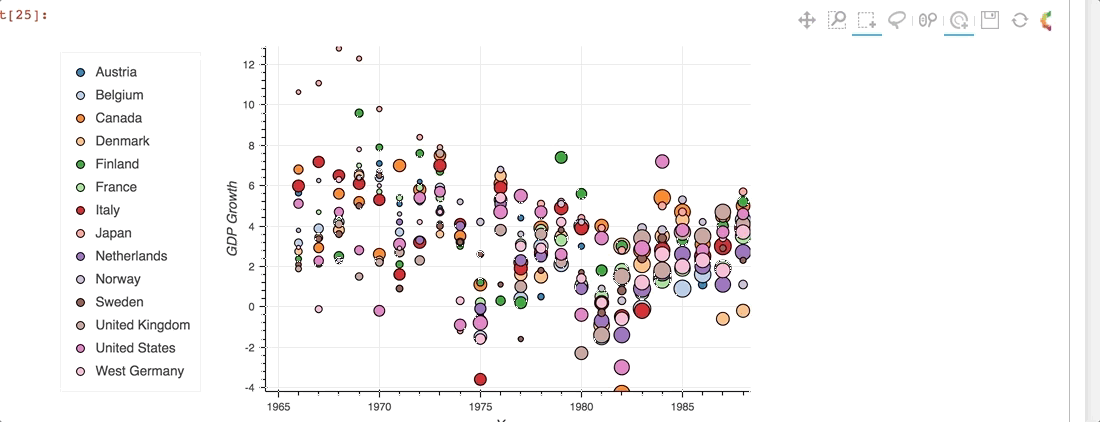 t[25]:
Austria
Belgium
Canada
Denmark
Finland
France
Italy
Japan
Netherlands
Norway
Sweden
United Kingdom
United States
West Germany
GDP Growth
12
10
8
6
4
2
0
-2
-4
1965
1970
1975
1980
1985